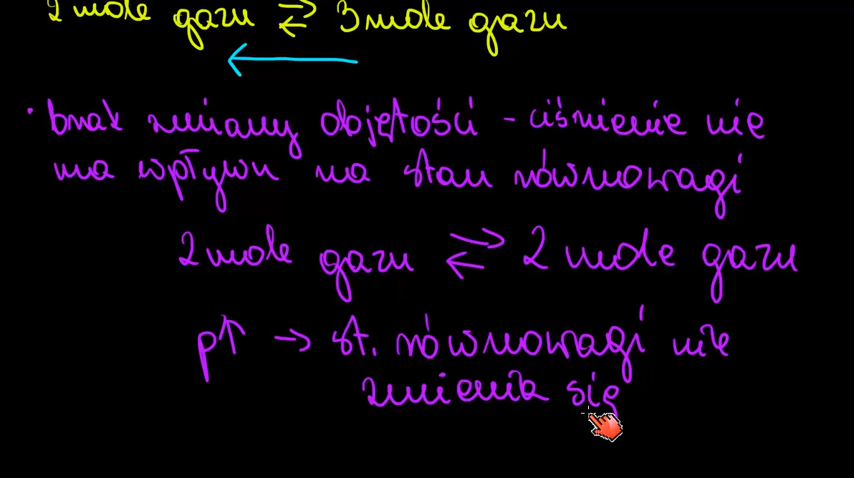 2 mole gazu ⇄ 3 mole gazu
←
• brak zmiany objętości - ciśnienie nie
ma wpływu na stan równowagi
2 mole gazu ⇄ 2 mole gazu
p↑ → st. równowagi nie
zmienia się